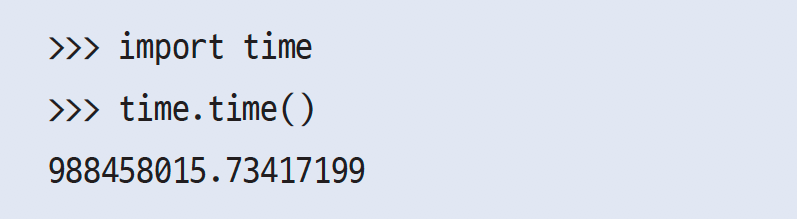 >>> import time
>>> time.time()
988458015.73417199